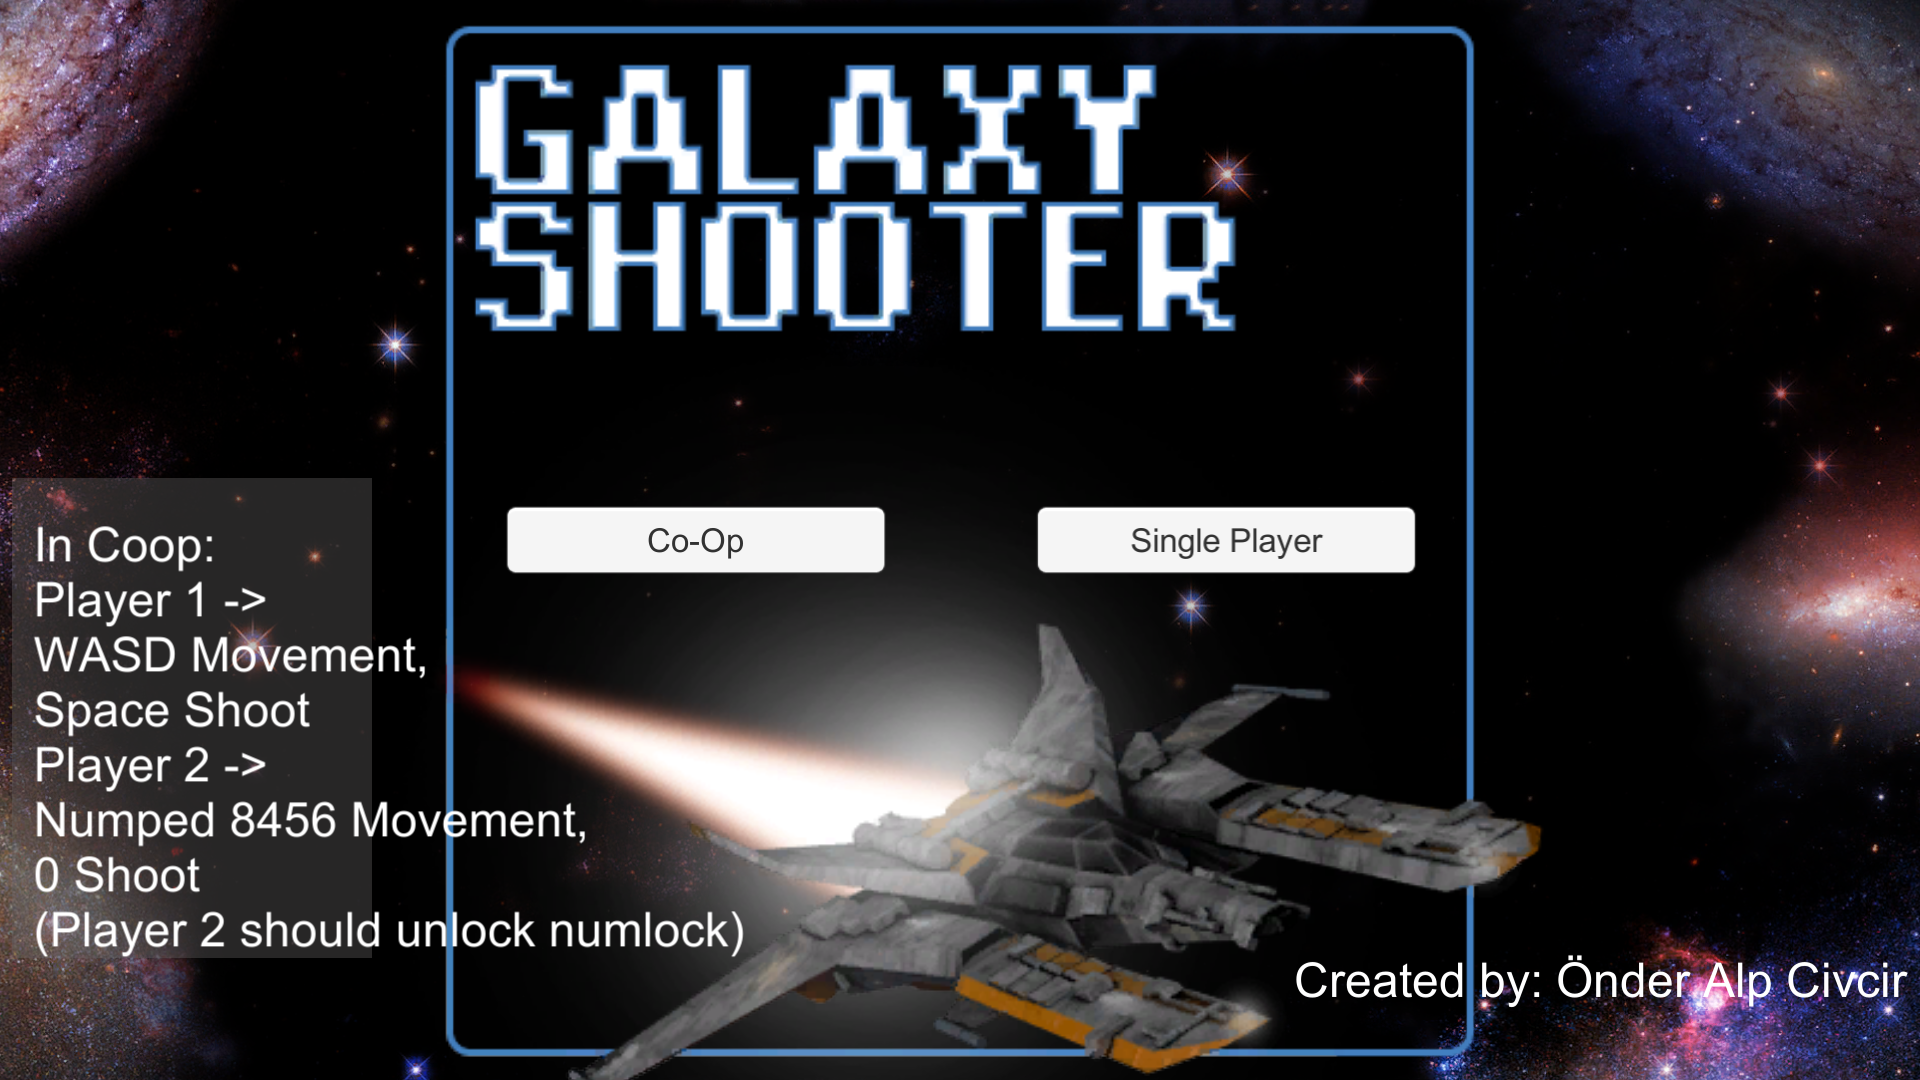 GALAXY
SHOOTER
Co-Op
Single Player
In Coop:
Player 1 ->
WASD Movement,
Space Shoot
Player 2 ->
Numped 8456 Movement,
0 Shoot
(Player 2 should unlock numlock)
Created by: Önder Alp Civcir